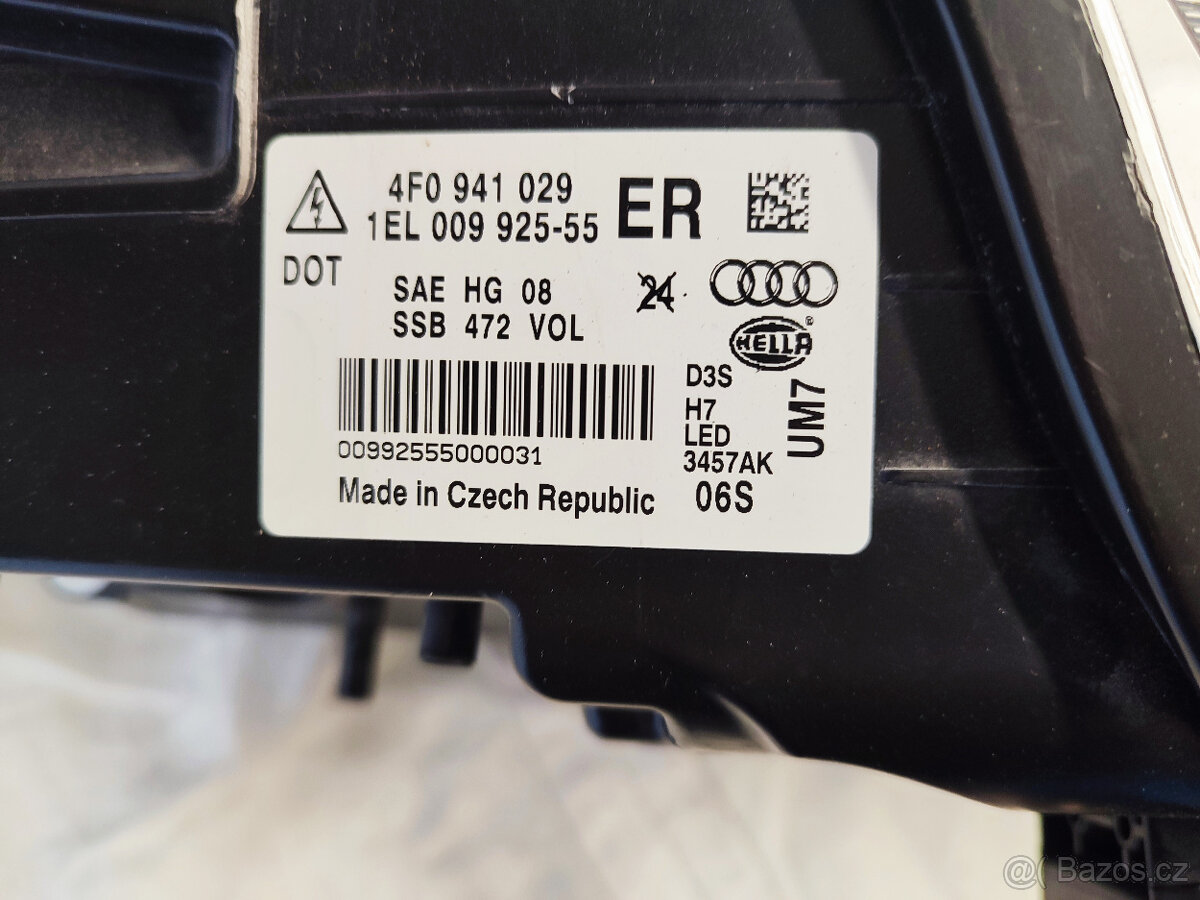 4F0 941 029
1EL 009 925-55
ER
DOT
SAE HG 08
SSB 472 VOL
24
HELLA
®
D3S
H7
LED
3457AK
UM7
00992555000031
Made in Czech Republic
06S
@( Bazos.cz